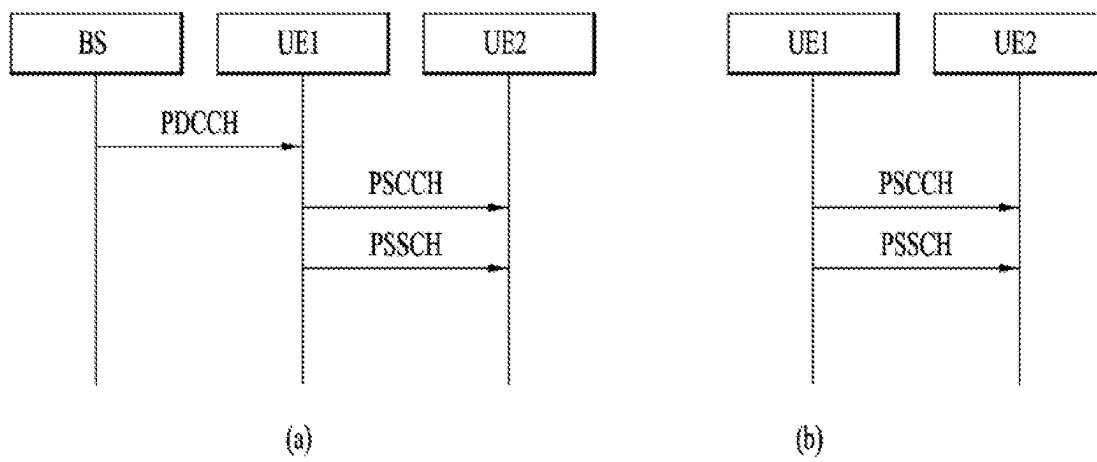 BS UE1 UE2 UE1 UE2
PDCCH
PSCCH PSCCH
PSSCH PSSCH
(a) (b)